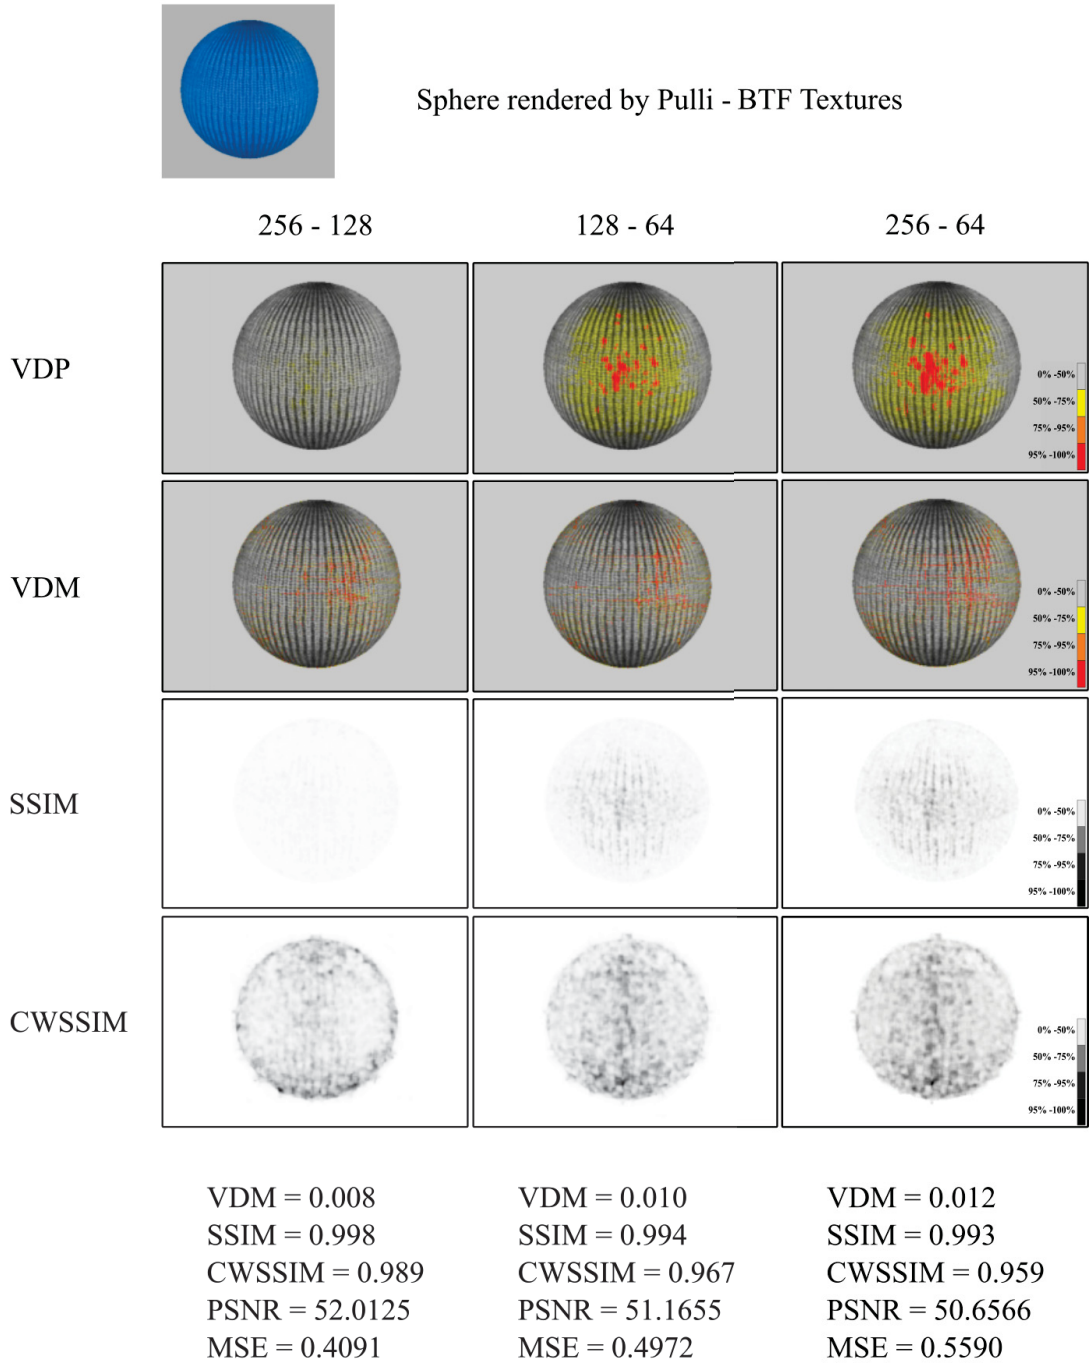 Sphere rendered by Pulli - BTF Textures
256 - 128
128 - 64
256 - 64
VDP
0% -50%
50% -75%
75% -95%
95% -100%
VDM
0% -50%
50% -75%
75% -95%
95% -100%
SSIM
0% -50%
50% -75%
75% -95%
95% -100%
CWSSIM
0% -50%
50% -75%
75% -95%
95% -100%
VDM = 0.008
SSIM = 0.998
CWSSIM = 0.989
PSNR = 52.0125
MSE = 0.4091
VDM = 0.010
SSIM = 0.994
CWSSIM = 0.967
PSNR = 51.1655
MSE = 0.4972
VDM = 0.012
SSIM = 0.993
CWSSIM = 0.959
PSNR = 50.6566
MSE = 0.5590